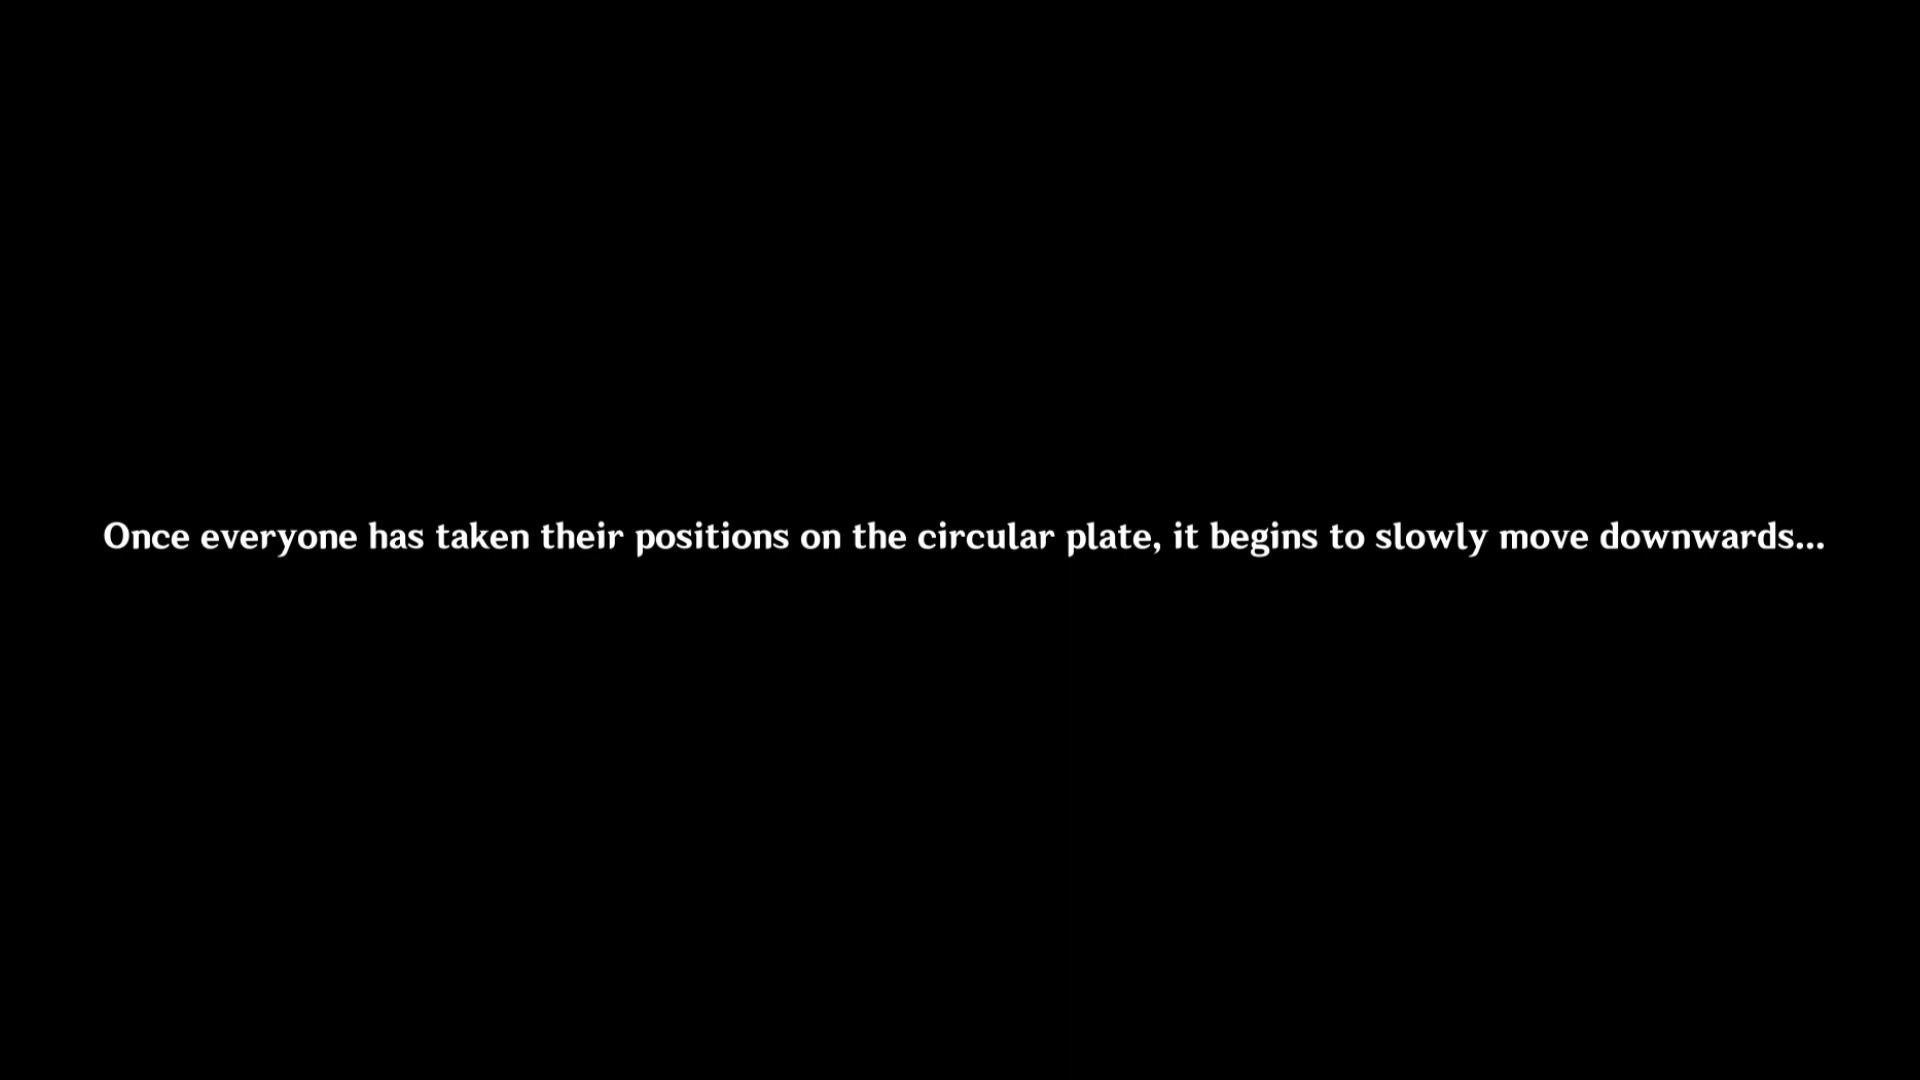 Once everyone has taken their positions on the circular plate, it begins to slowly move downwards...